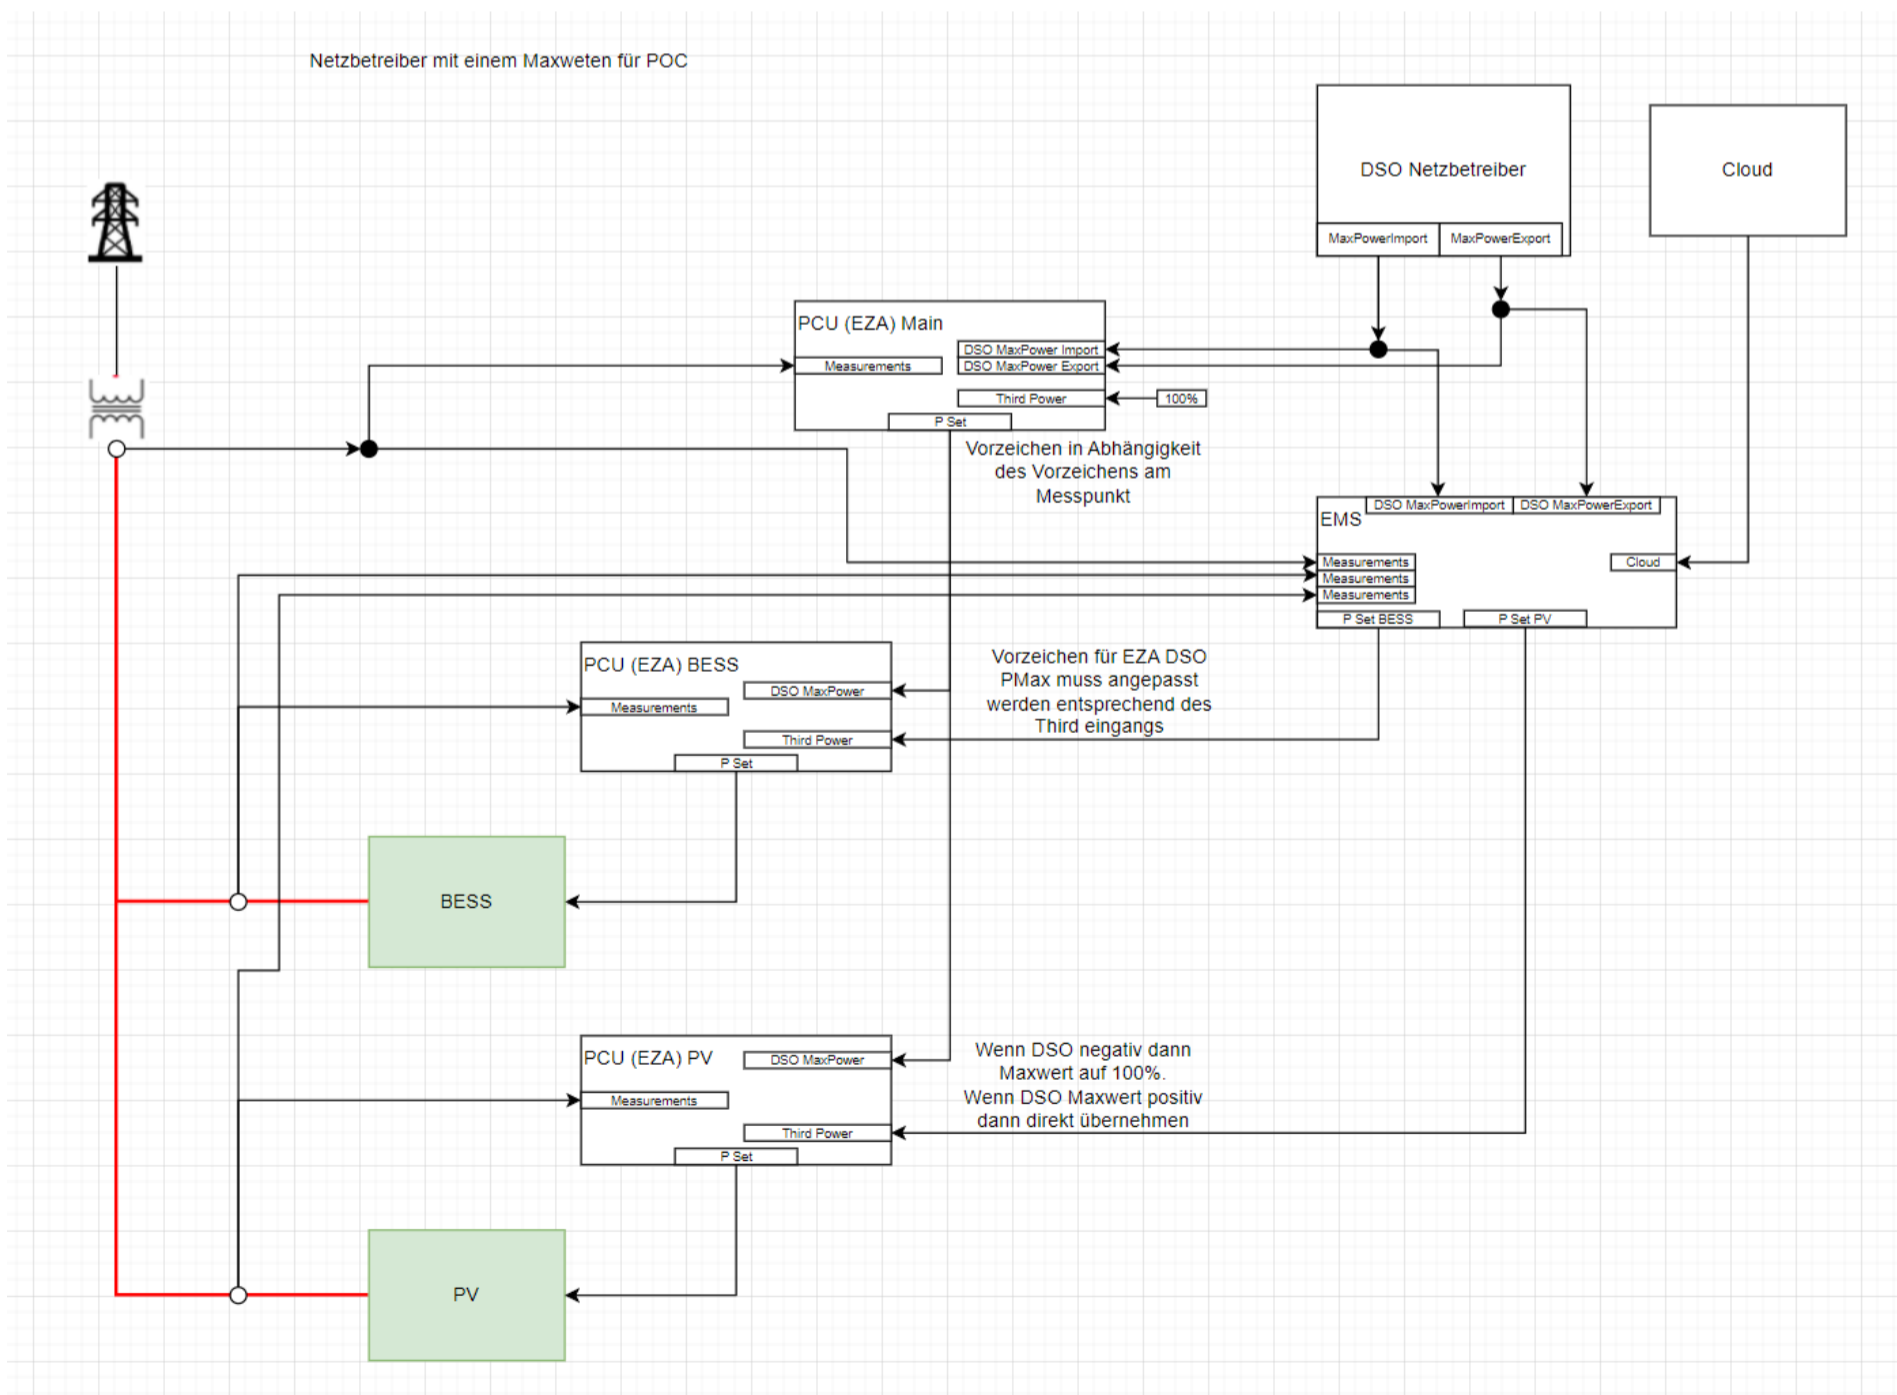 Netzbetreiber mit einem Maxweten für POC
DSO Netzbetreiber
MaxPowerImport
MaxPowerExport
Cloud
PCU (EZA) Main
DSO MaxPower Import
Measurements
DSO MaxPower Export
Third Power
100%
P Set
Vorzeichen in Abhängigkeit
des Vorzeichens am
Messpunkt
DSO MaxPowerImport
DSO MaxPowerExport
EMS
Measurements
Cloud
Measurements
Measurements
P Set BESS
P Set PV
PCU (EZA) BESS
DSO MaxPower
Measurements
Third Power
P Set
Vorzeichen für EZA DSO
PMax muss angepasst
werden entsprechend des
Third eingangs
BESS
PCU (EZA) PV
DSO MaxPower
Measurements
Third Power
P Set
Wenn DSO negativ dann
Maxwert auf 100%.
Wenn DSO Maxwert positiv
dann direkt übernehmen
PV